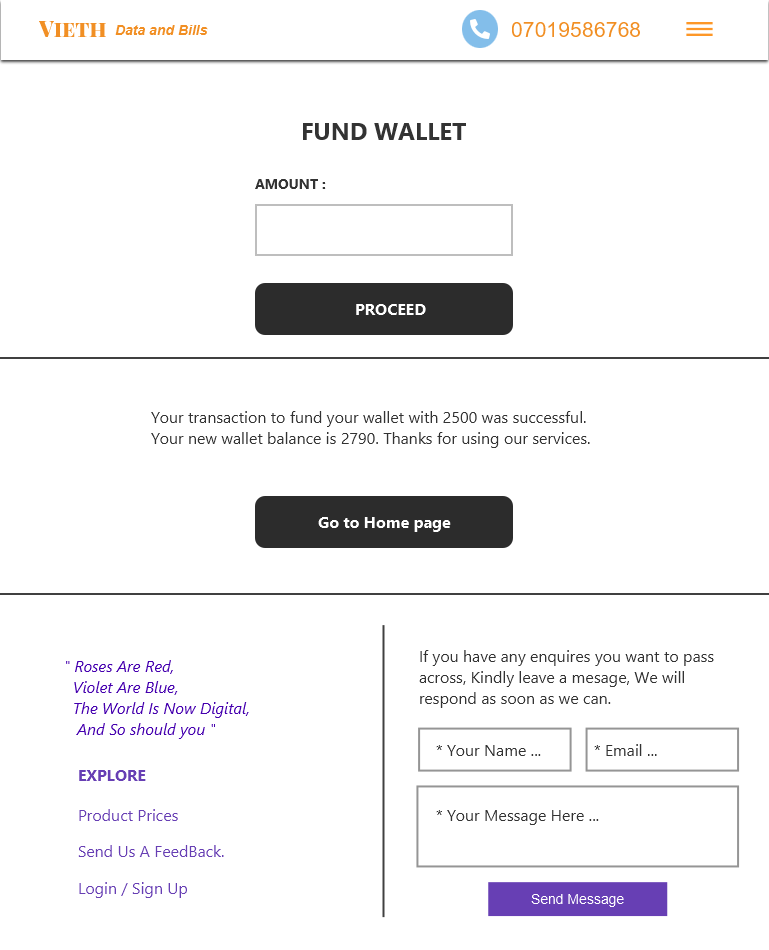 VIETH Data and Bills 07019586768
FUND WALLET
AMOUNT :
PROCEED
Your transaction to fund your wallet with 2500 was successful.
Your new wallet balance is 2790. Thanks for using our services.
Go to Home page
" Roses Are Red,
Violet Are Blue,
The World Is Now Digital,
And So should you "
EXPLORE
Product Prices
Send Us A FeedBack.
Login / Sign Up
If you have any enquires you want to pass
across, Kindly leave a mesage, We will
respond as soon as we can.
* Your Name ... * Email ...
* Your Message Here ...
Send Message